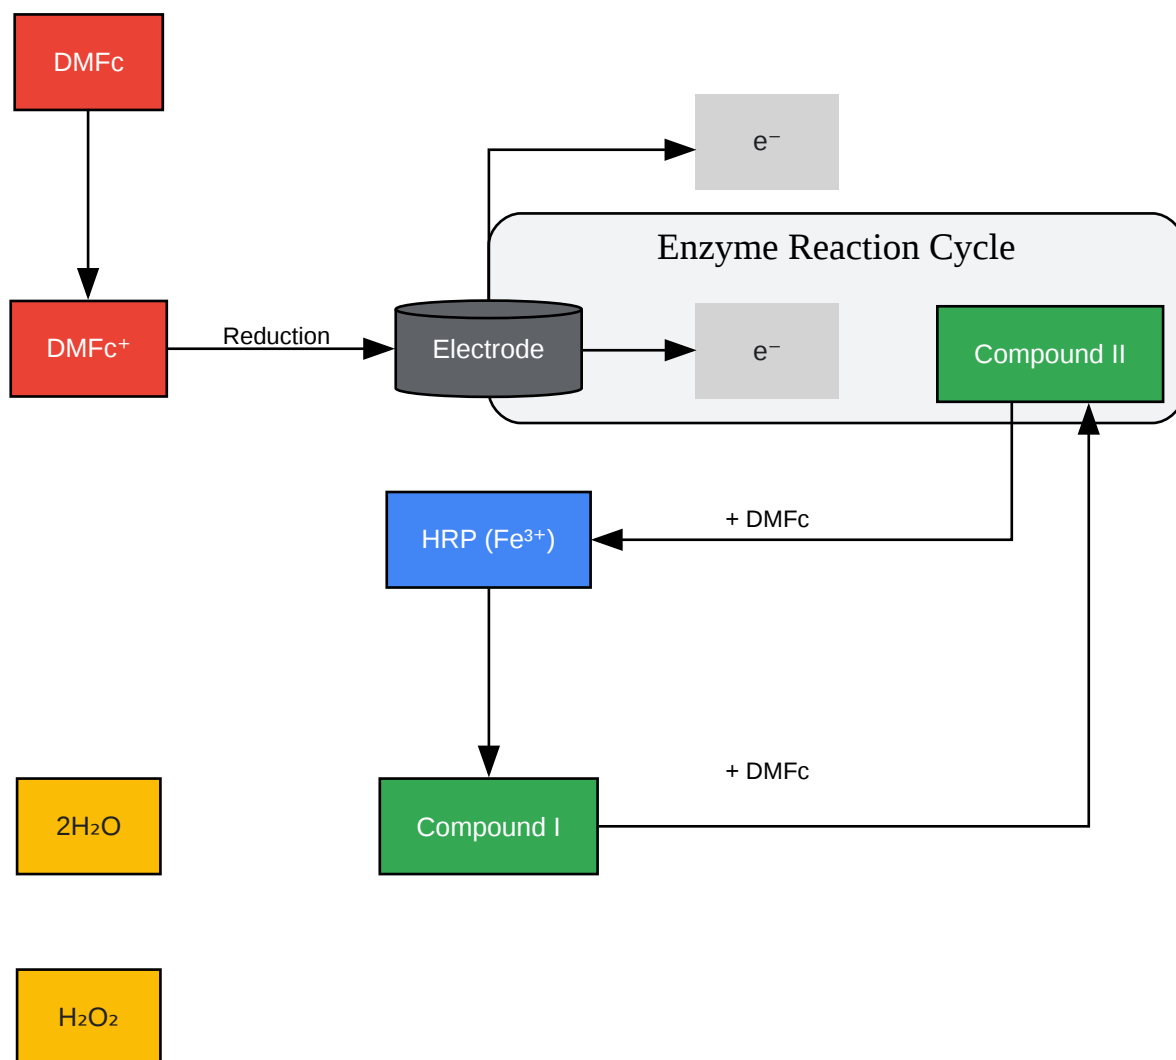 DMFc
e⁻
Enzyme Reaction Cycle
DMFc⁺
Reduction
Electrode
e⁻
Compound II
HRP (Fe³⁺)
+ DMFc
+ DMFc
2H₂O
Compound I
H₂O₂